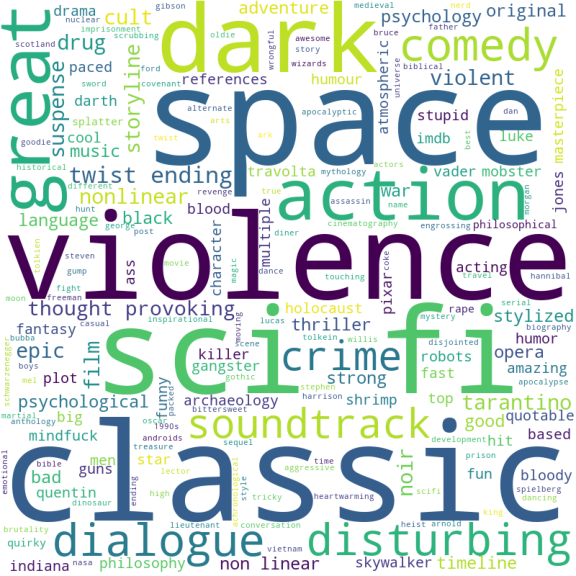 drama
gibson
imprisonment
nuclear
scotland
cult
scrubbing
drug
paced
oldie
darth
splatter
goodie
sword
covenant
ford
great
suspense
storyline
cool
music
historical
different
dark
adventure
wrongful
awesome
story
wizards
bruce
father
medieval
nerd
psychology
original
biblical
universe
comedy
references
humour
atmospheric
violent
masterpiece
space
alternate
apocalyptic
dan
arts
ark
twist
stupid
imdb
luke
best
twist ending
travolta
mythology
actors
vader
mobster
jones
nonlinear
revenge
true
action
war
assassin
name
morgan
language
hunt
george
post
black
blood
multiple
cinematography
engrossing
philosophical
diner
violence
tolkien
steven
gump
fight
moon
freeman
movie
casual
ass
character
magic
dance
touching
pixar
coke
acting
rape
travel
hannibal
serial
thought provoking
inspirational
holocaust
lucas
moving
stylized
mystery
biography
fantasy
schwarzenegger
bubba
boys
mel
epic
film
plot
sci fi
killer
gangster
gothic
scene
tolkein
willis
thriller
crime
disjointed
robots
fast
opera
humor
amazing
apocalypse
psychological
martial
anthology
big
oscar
funny
packed
bittersweet
archaeology
stephen
harrison
strong
shrimp
top
tarantino
good
quotable
mindfuck
1990s
androids
treasure
sequel
soundtrack
development
hit
based
emotional
bible
bad
guns
men
star
lector
ending
time
aggressive
noir
prison
scifi
fun
bloody
spielberg
dancing
quentin
dinosaur
high
achronological
style
tricky
heartwarming
king
classic
brutality
quirky
lieutenant
conversation
heist
arnold
dialogue
vietnam
disturbing
indiana
nasa
philosophy
non linear
skywalker
timeline